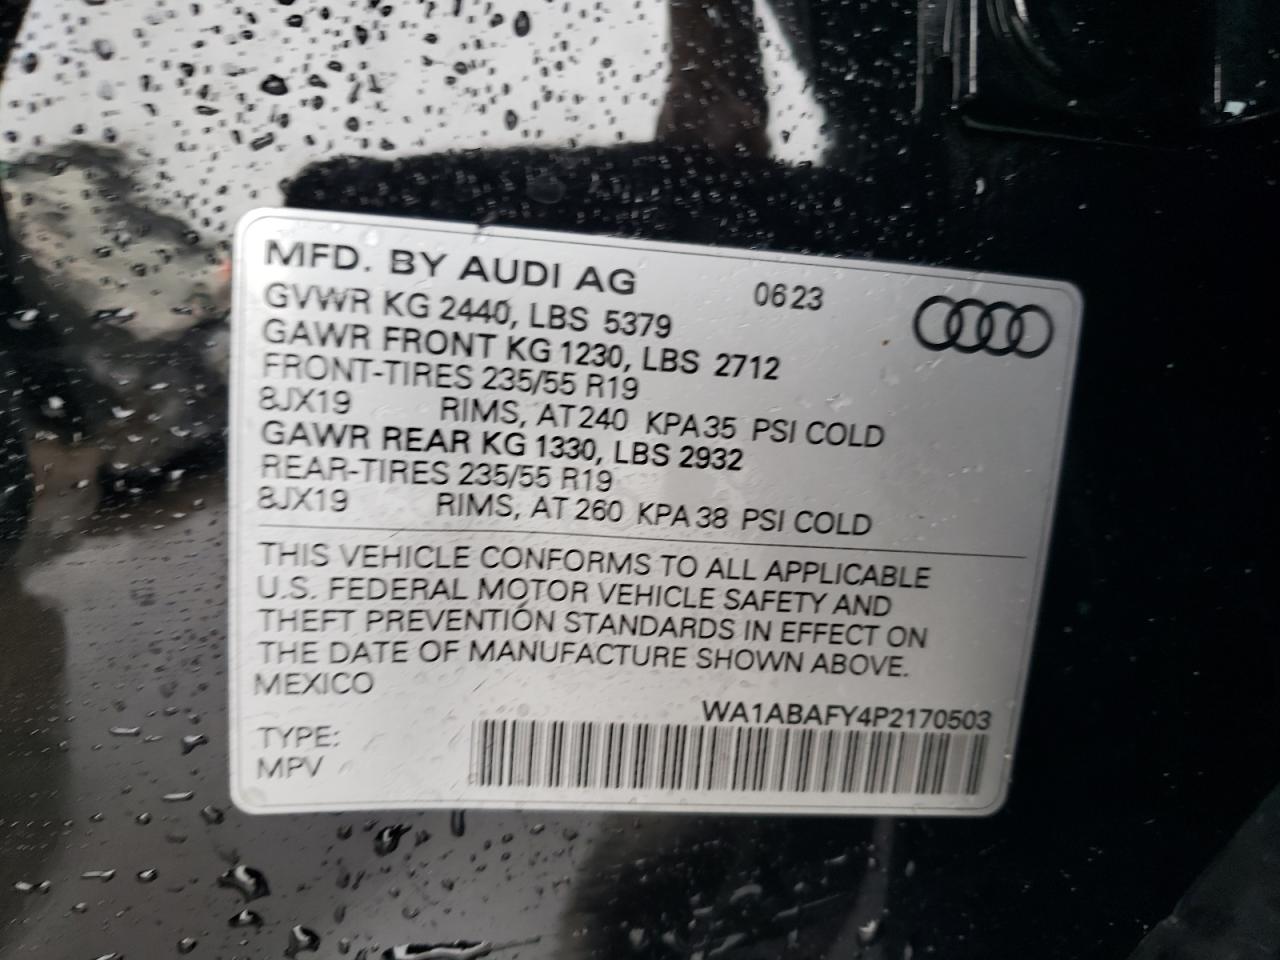 MFD. BY AUDI AG 0623
GVWR KG 2440, LBS 5379
GAWR FRONT KG 1230, LBS 2712
FRONT-TIRES 235/55 R19
8JX19 RIMS, AT 240 KPA 35 PSI COLD
GAWR REAR KG 1330, LBS 2932
REAR-TIRES 235/55 R19
8JX19 RIMS, AT 260 KPA 38 PSI COLD
THIS VEHICLE CONFORMS TO ALL APPLICABLE
U.S. FEDERAL MOTOR VEHICLE SAFETY AND
THEFT PREVENTION STANDARDS IN EFFECT ON
THE DATE OF MANUFACTURE SHOWN ABOVE.
MEXICO
WA1ABAFY4P2170503
TYPE:
MPV